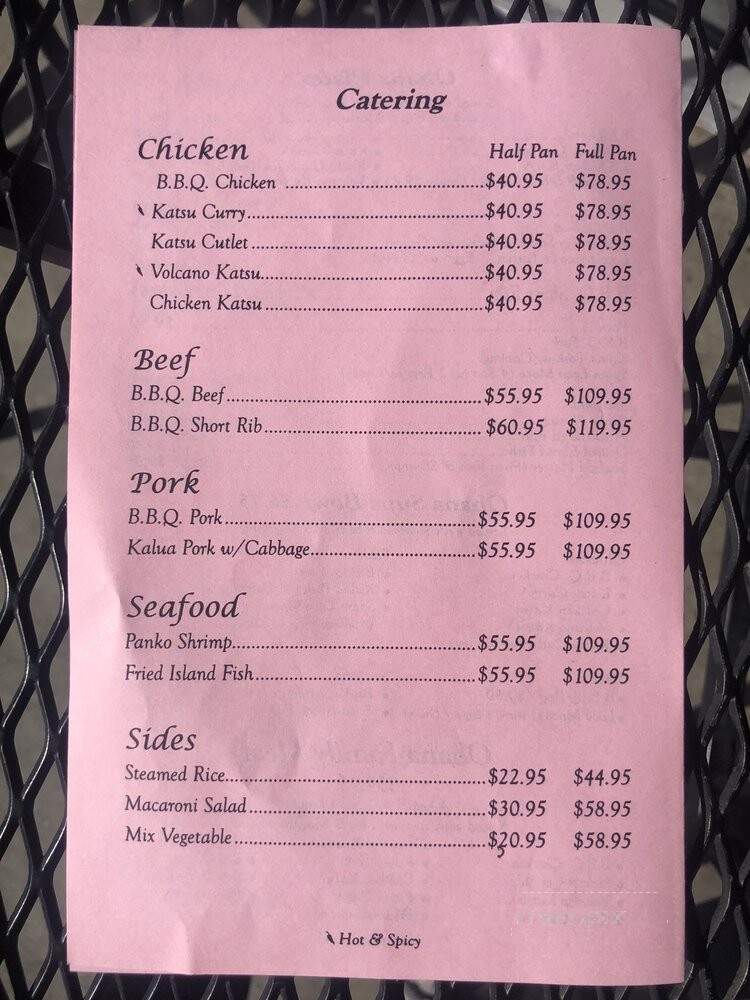 Catering
Chicken Half Pan Full Pan
B.B.Q. Chicken ....................................$40.95 $78.95
Katsu Curry...........................................$40.95 $78.95
Katsu Cutlet ..........................................$40.95 $78.95
Volcano Katsu........................................$40.95 $78.95
Chicken Katsu ........................................$40.95 $78.95
Beef
B.B.Q. Beef..............................................$55.95 $109.95
B.B.Q. Short Rib........................................ $60.95 $119.95
Pork
B.B.Q. Pork..............................................$55.95 $109.95
Kalua Pork w/Cabbage..............................$55.95 $109.95
Seafood
Panko Shrimp............................................$55.95 $109.95
Fried Island Fish........................................$55.95 $109.95
Sides
Steamed Rice...............................................$22.95 $44.95
Macaroni Salad...........................................$30.95 $58.95
Mix Vegetable..............................................$20.95 $58.95
Hot & Spicy